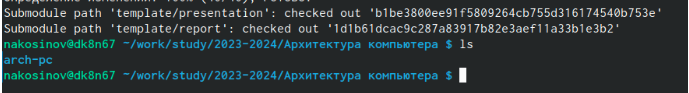 Submodule path 'template/presentation': checked out 'b1be3800ee91f5809264cb755d316174540b753e'
Submodule path 'template/report': checked out '1d1b61dcac9c287a83917b82e3aef11a33b1e3b2'
nakosinov@dk8n67 ~/work/study/2023-2024/Архитектура компьютера $ ls
arch-pc
nakosinov@dk8n67 ~/work/study/2023-2024/Архитектура компьютера $